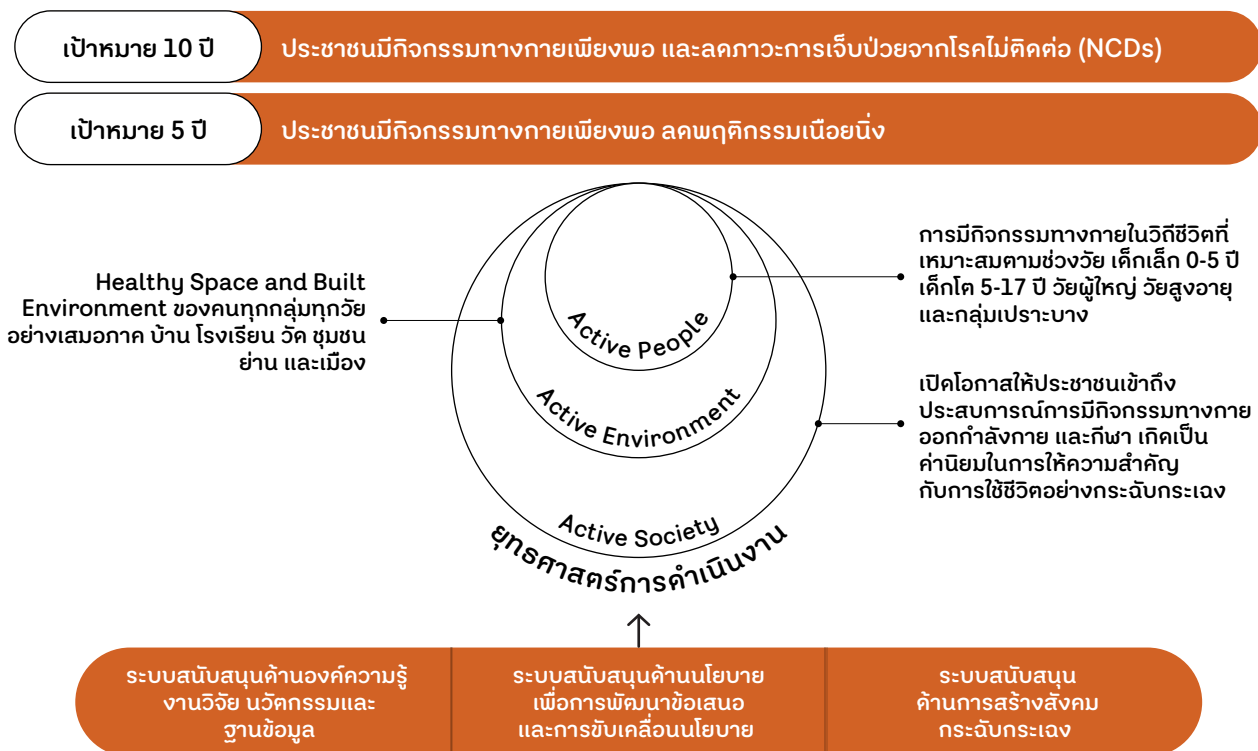 เป้าหมาย 10 ปี
ประชาชนมีกิจกรรมทางกายเพียงพอ และลดภาวะการเจ็บป่วยจากโรคไม่ติดต่อ (NCDs)
เป้าหมาย 5 ปี
ประชาชนมีกิจกรรมทางกายเพียงพอ ลดพฤติกรรมเนือยนิ่ง
Healthy Space and Built
Environment ของคนทุกกลุ่มทุกวัย
อย่างเสมอภาค บ้าน โรงเรียน วัด ชุมชน
ย่าน และเมือง
Active People
Active Environment
Active Society
ยุทธศาสตร์การดำเนินงาน
การมีกิจกรรมทางกายในวิถีชีวิตที่
เหมาะสมตามช่วงวัย เด็กเล็ก 0-5 ปี
เด็กโต 5-17 ปี วัยผู้ใหญ่ วัยสูงอายุ
และกลุ่มเปราะบาง
เปิดโอกาสให้ประชาชนเข้าถึง
ประสบการณ์การมีกิจกรรมทางกาย
ออกกำลังกาย และกีฬา เกิดเป็น
ค่านิยมในการให้ความสำคัญ
กับการใช้ชีวิตอย่างกระฉับกระเฉง
ระบบสนับสนุนด้านองค์ความรู้
งานวิจัย นวัตกรรมและ
ฐานข้อมูล
ระบบสนับสนุนด้านนโยบาย
เพื่อการพัฒนาข้อเสนอ
และการขับเคลื่อนนโยบาย
ระบบสนับสนุน
ด้านการสร้างสังคม
กระฉับกระเฉง